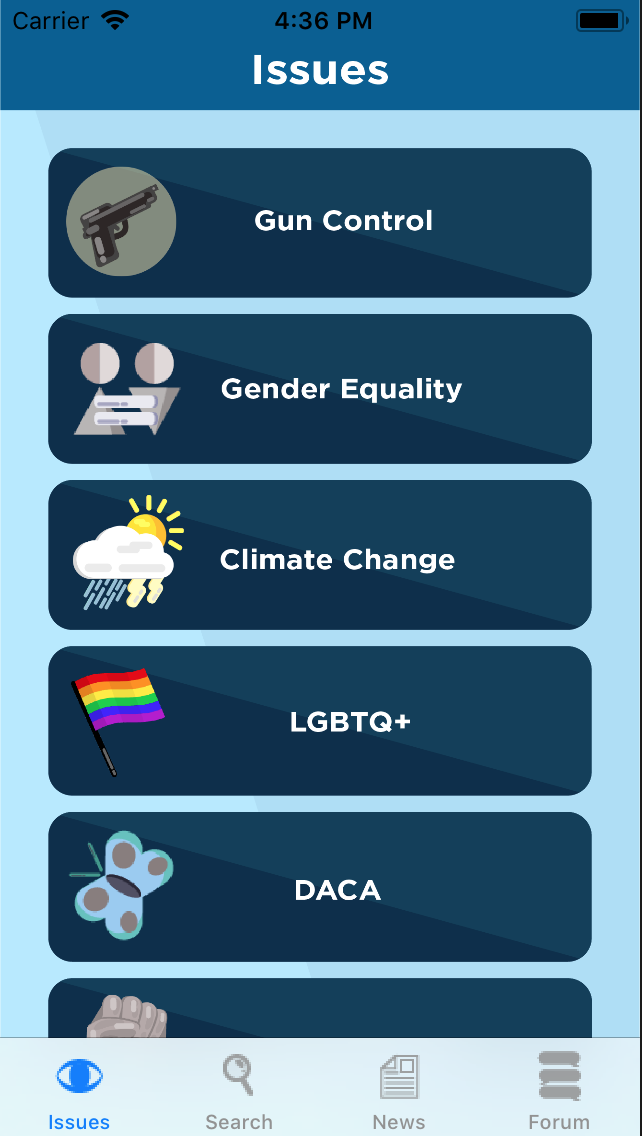 Carrier 4:36 PM
Issues
Gun Control
Gender Equality
Climate Change
LGBTQ+
DACA
Issues Search News Forum